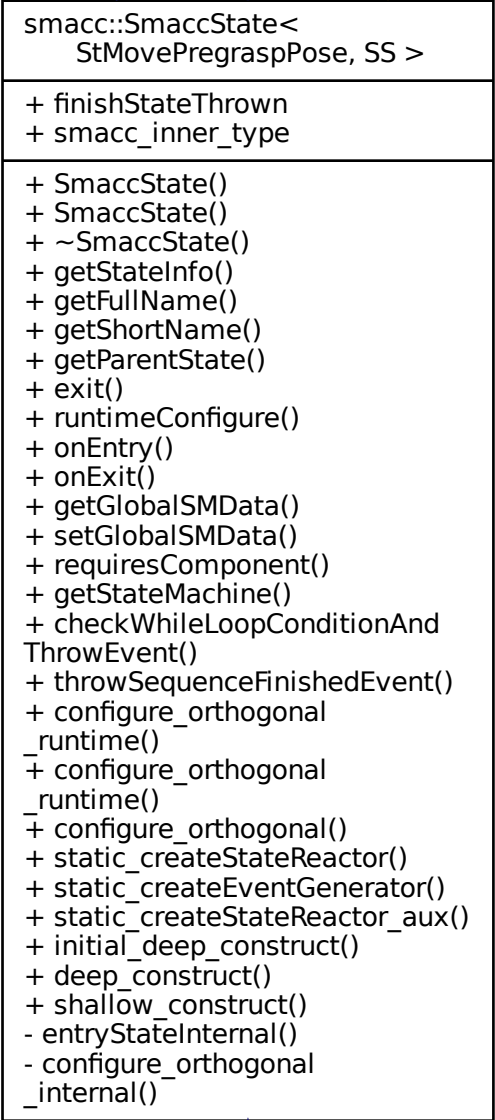 smacc::SmaccState<
StMovePregraspPose, SS >
+ finishStateThrown
+ smacc_inner_type
+ SmaccState()
+ SmaccState()
+ ~SmaccState()
+ getStateInfo()
+ getFullName()
+ getShortName()
+ getParentState()
+ exit()
+ runtimeConfigure()
+ onEntry()
+ onExit()
+ getGlobalSMData()
+ setGlobalSMData()
+ requiresComponent()
+ getStateMachine()
+ checkWhileLoopConditionAnd
ThrowEvent()
+ throwSequenceFinishedEvent()
+ configure_orthogonal
_runtime()
+ configure_orthogonal
_runtime()
+ configure_orthogonal()
+ static_createStateReactor()
+ static_createEventGenerator()
+ static_createStateReactor_aux()
+ initial_deep_construct()
+ deep_construct()
+ shallow_construct()
- entryStateInternal()
- configure_orthogonal
_internal()